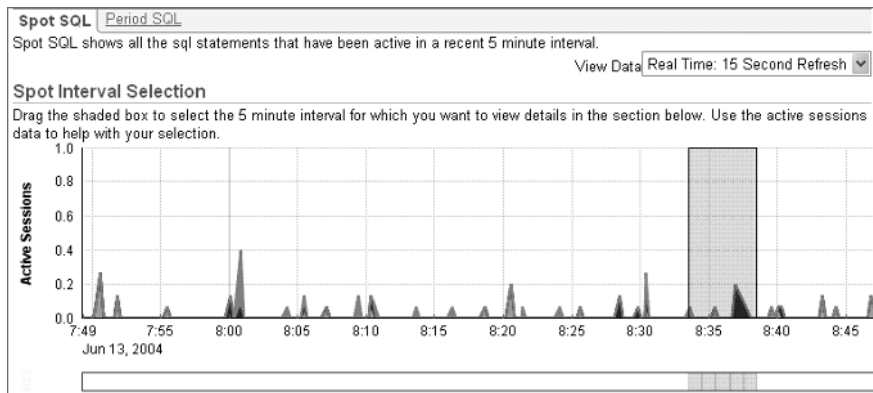 Spot SQL Period SQL
Spot SQL shows all the sql statements that have been active in a recent 5 minute interval.
View Data Real Time: 15 Second Refresh
Spot Interval Selection
Drag the shaded box to select the 5 minute interval for which you want to view details in the section below. Use the active sessions
data to help with your selection.
Active Sessions
1.0
0.8
0.6
0.4
0.2
0.0
7:49 7:55 8:00 8:05 8:10 8:15 8:20 8:25 8:30 8:35 8:40 8:45
Jun 13, 2004